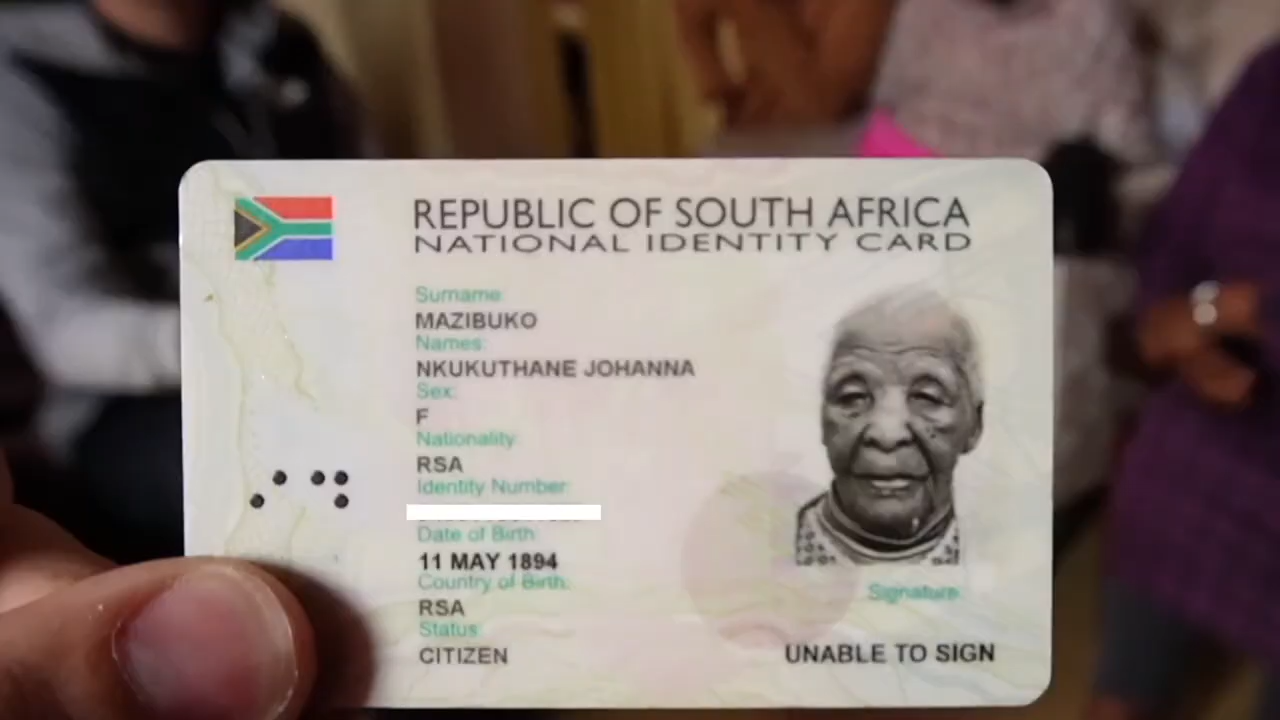 REPUBLIC OF SOUTH AFRICA
NATIONAL IDENTITY CARD
Surname:
MAZIBUKO
Names:
NKUKUTHANE JOHANNA
Sex:
F
Nationality:
RSA
Identity Number:
Date of Birth:
11 MAY 1894
Country of Birth:
RSA
Status:
CITIZEN
Signature:
UNABLE TO SIGN